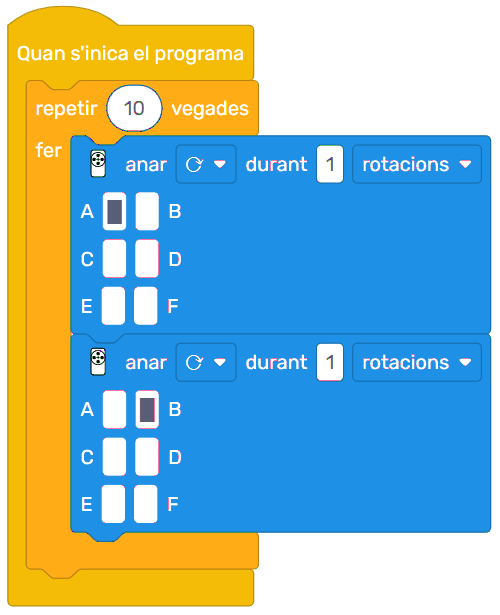 Quan s'inica el programa
repetir 10 vegades
fer
anar durant 1 rotacions
A B
C D
E F
anar durant 1 rotacions
A B
C D
E F